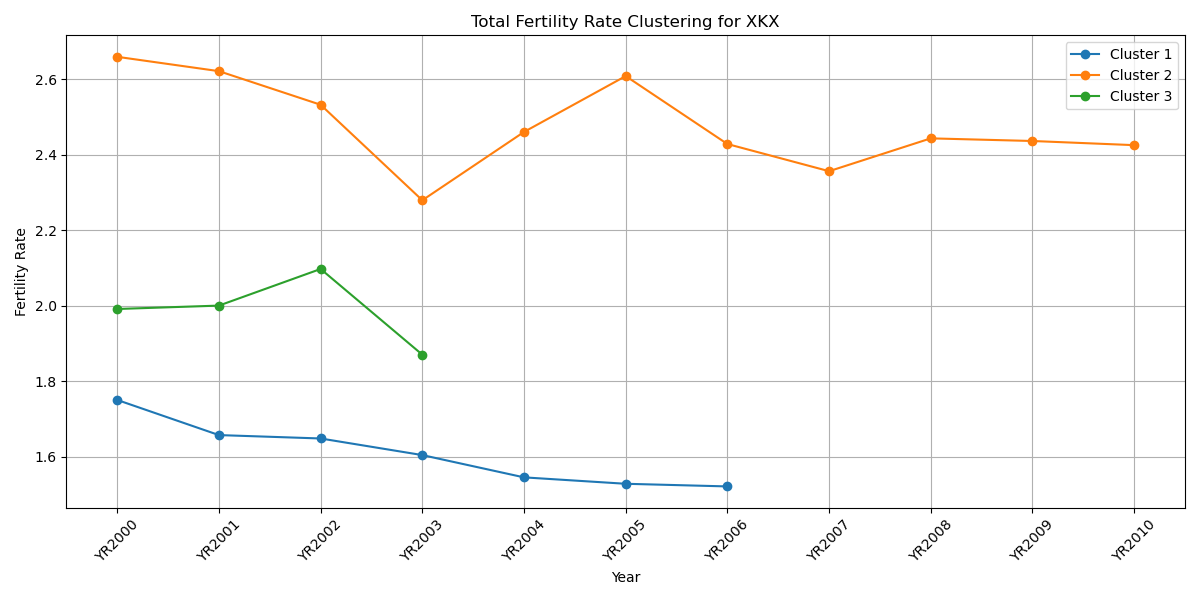 Total Fertility Rate Clustering for XKX
Cluster 1
Cluster 2
Cluster 3
Fertility Rate
2.6
2.4
2.2
2.0
1.8
1.6
YR2000
YR2001
YR2002
YR2003
YR2004
YR2005
YR2006
YR2007
YR2008
YR2009
YR2010
Year